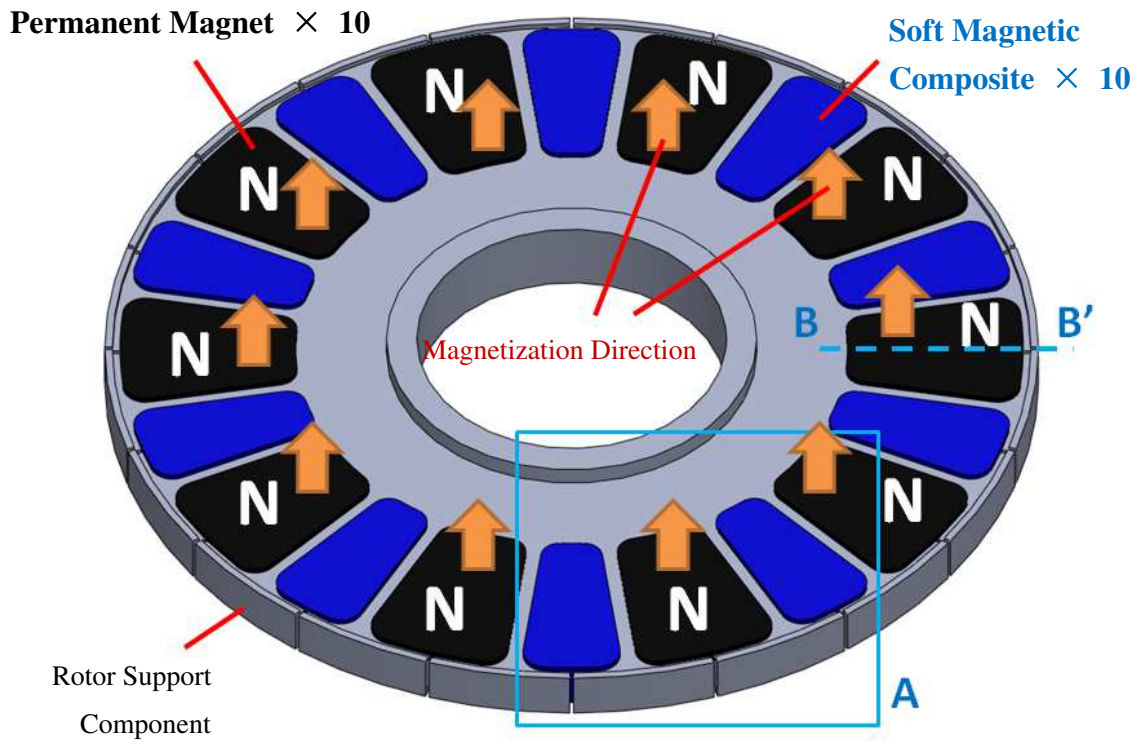 Permanent Magnet × 10
Soft Magnetic
Composite × 10
N
N
N
N
N
N
N
N
N
N
B
B'
Magnetization Direction
A
Rotor Support
Component